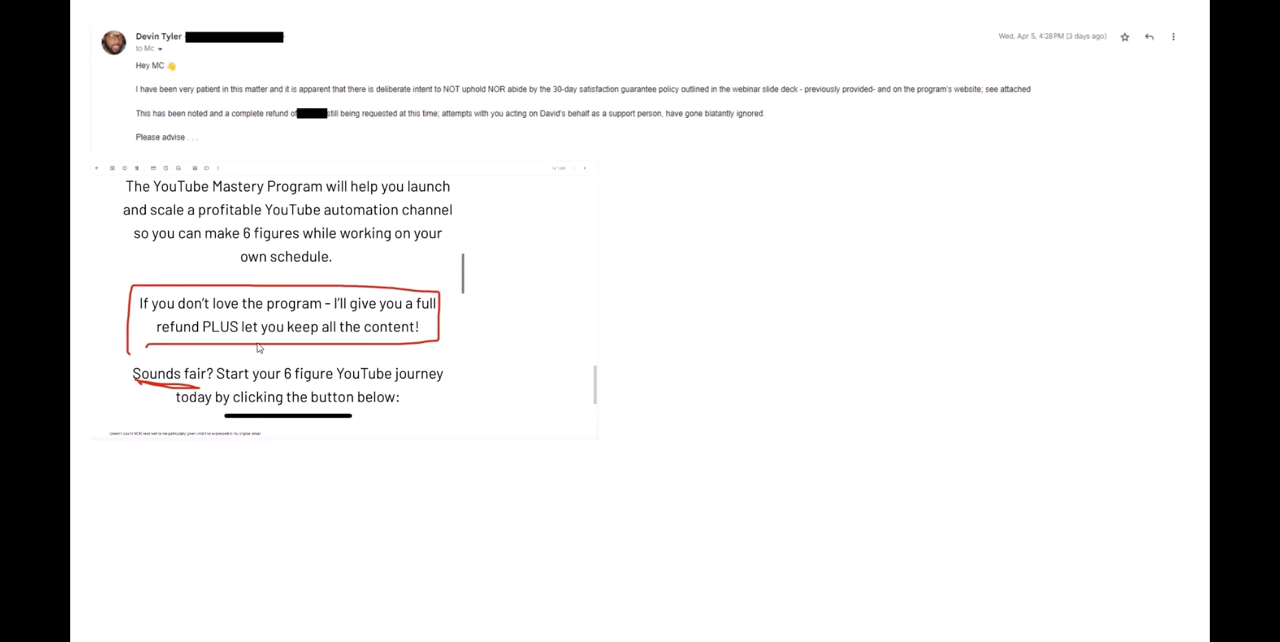 Devin Tyler
Wed, Apr 5, 4:28 PM (3 days ago)
to Mc
Hey MC 👋
I have been very patient in this matter and it is apparent that there is deliberate intent to NOT uphold NOR abide by the 30-day satisfaction guarantee policy outlined in the webinar slide deck - previously provided- and on the program's website; see attached
This has been noted and a complete refund of still being requested at this time; attempts with you acting on David's behalf as a support person, have gone blatantly ignored.
Please advise . . .
The YouTube Mastery Program will help you launch
and scale a profitable YouTube automation channel
so you can make 6 figures while working on your
own schedule.
If you don't love the program - I'll give you a full
refund PLUS let you keep all the content!
Sounds fair? Start your 6 figure YouTube journey
today by clicking the button below: